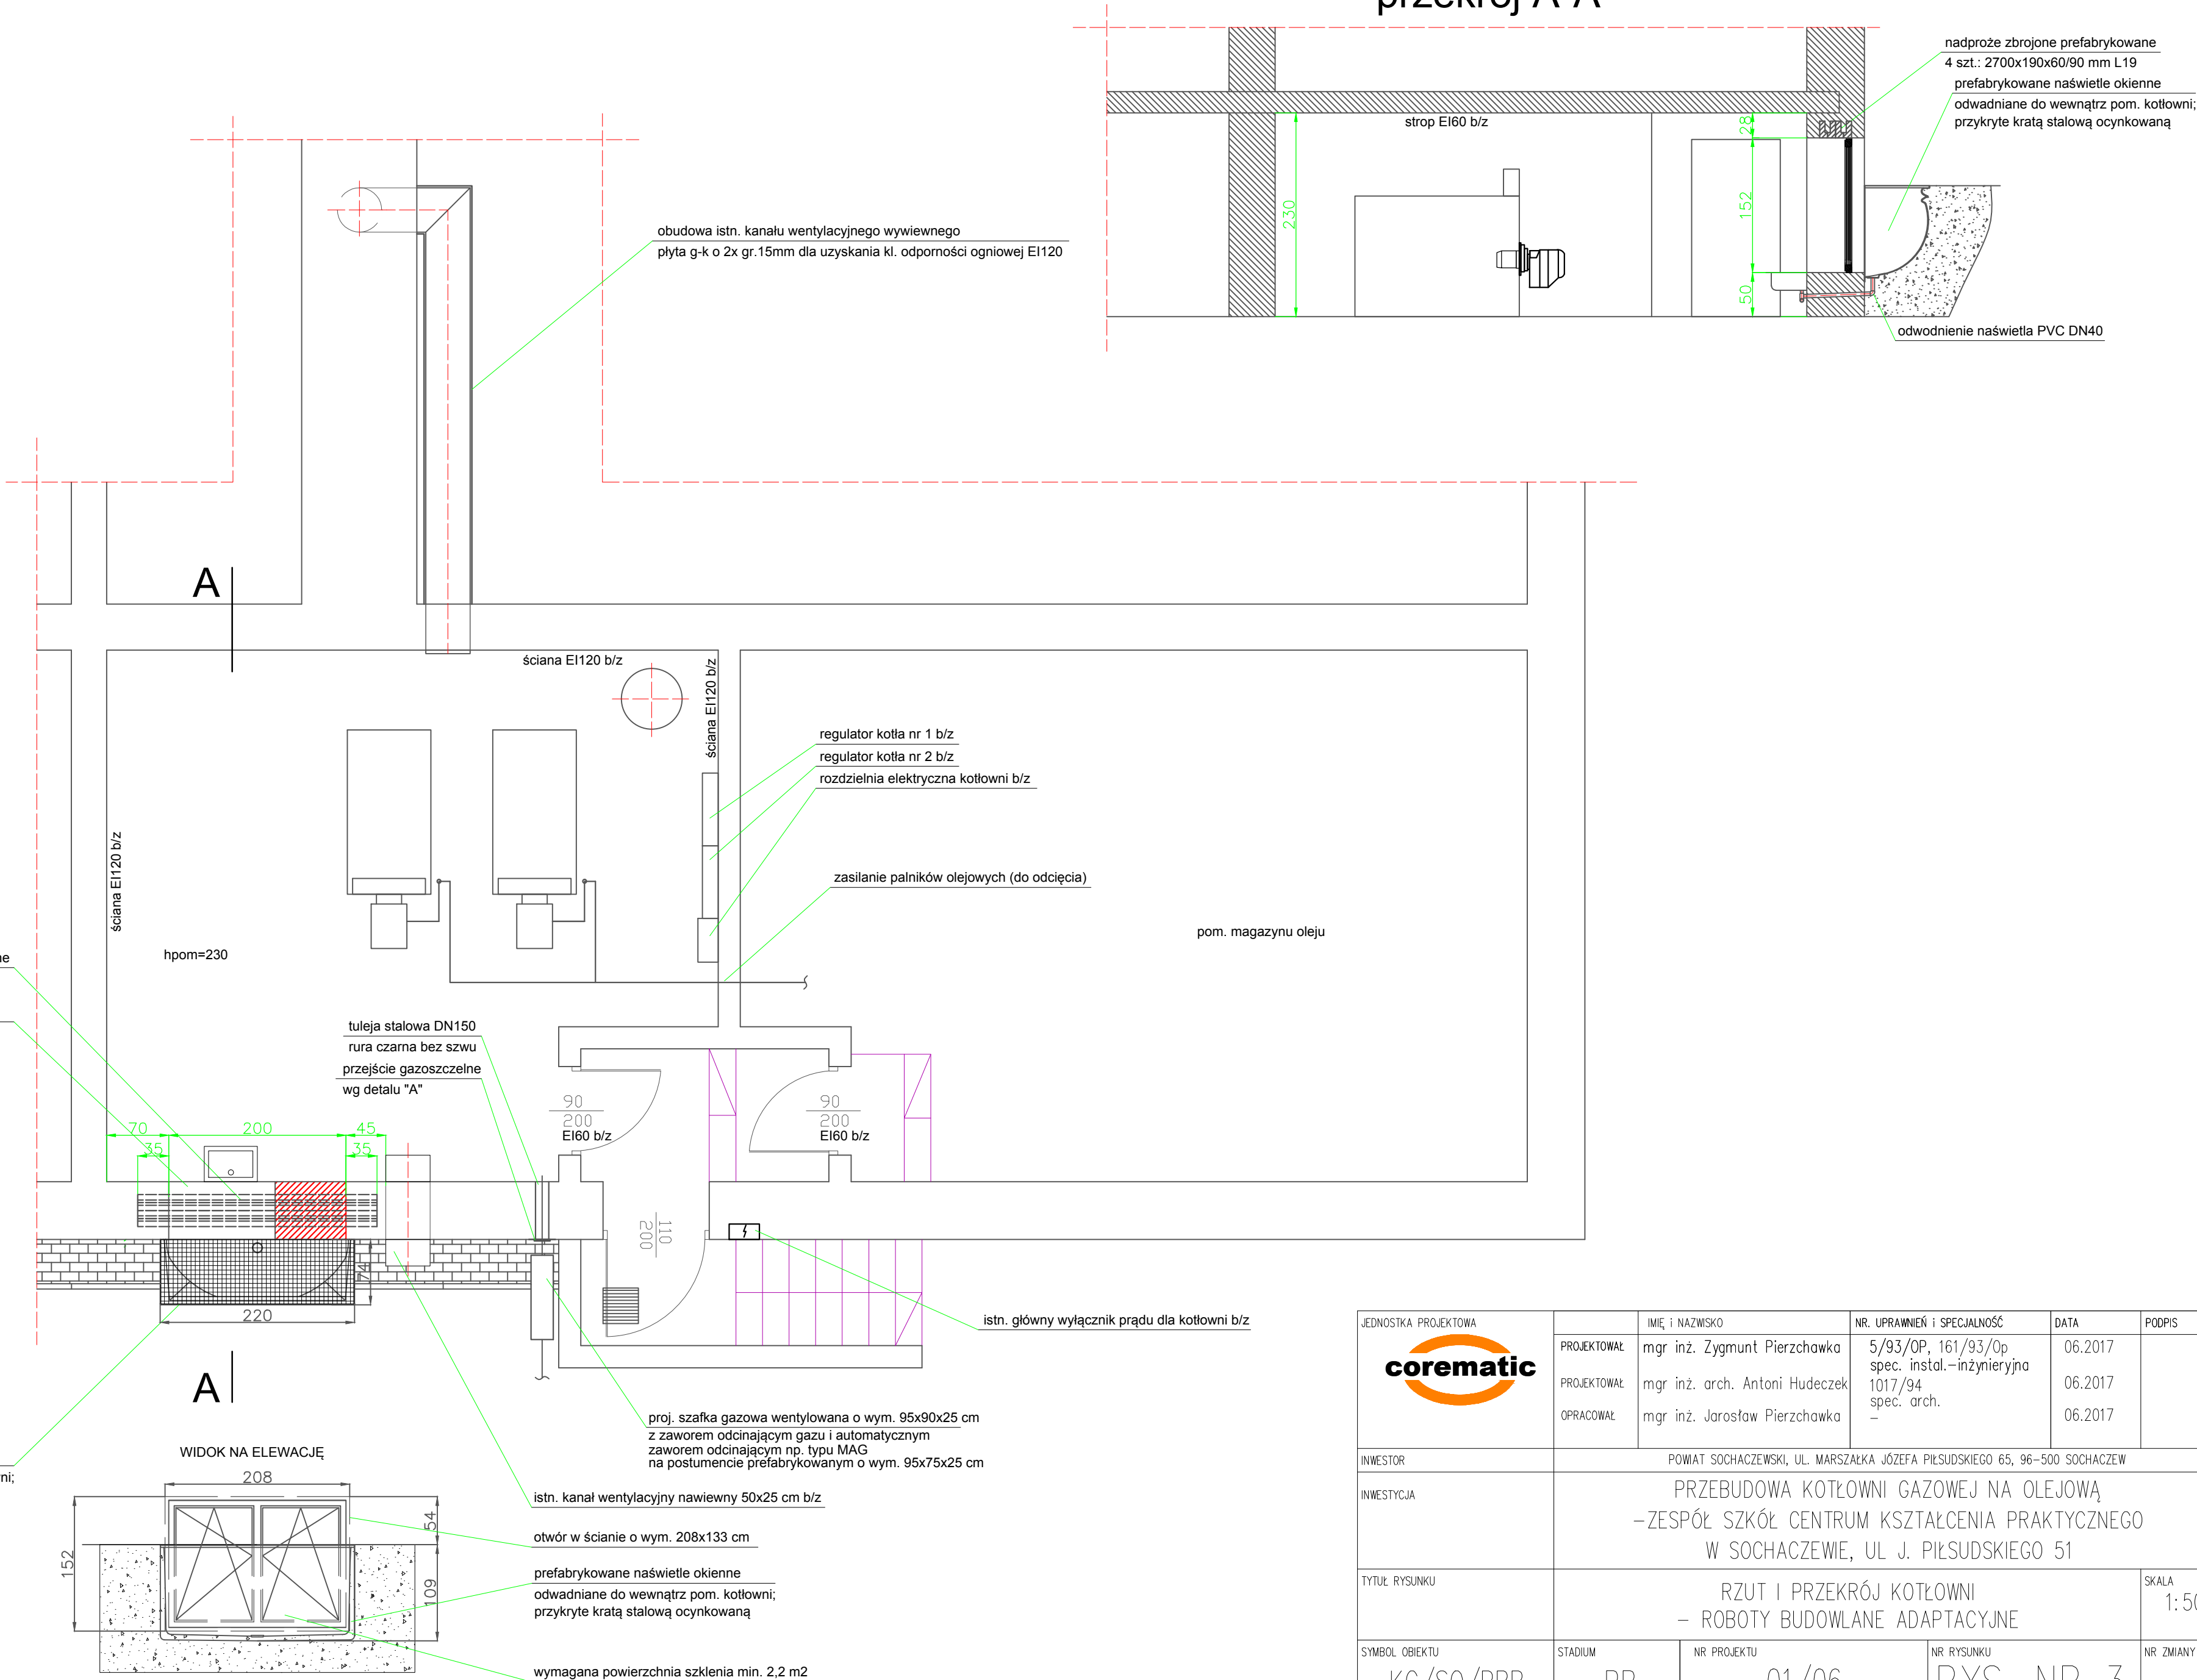 przekrój A-A
nadproże zbrojone prefabrykowane
4 szt.: 2700x190x60/90 mm L19
prefabrykowane naświetle okienne
odwadniane do wewnątrz pom. kotłowni;
przykryte kratą stalową ocynkowaną
strop EI60 b/z
28
230
152
50
odwodnienie naświetla PVC DN40
obudowa istn. kanału wentylacyjnego wywiewnego
płyta g-k o 2x gr.15mm dla uzyskania kl. odporności ogniowej EI120
A
ściana EI120 b/z
ściana EI120 b/z
regulator kotła nr 1 b/z
regulator kotła nr 2 b/z
rozdzielnia elektryczna kotłowni b/z
ściana EI120 b/z
zasilanie palników olejowych (do odcięcia)
pom. magazynu oleju
hpom=230
ne
tuleja stalowa DN150
rura czarna bez szwu
przejście gazoszczelne
wg detalu "A"
90
200
EI60 b/z
90
200
EI60 b/z
70
200
45
35
35
110
200
74
220
istn. główny wyłącznik prądu dla kotłowni b/z
A
proj. szafka gazowa wentylowana o wym. 95x90x25 cm
z zaworem odcinającym gazu i automatycznym
zaworem odcinającym np. typu MAG
na postumencie prefabrykowanym o wym. 95x75x25 cm
WIDOK NA ELEWACJĘ
ni;
208
152
54
109
istn. kanał wentylacyjny nawiewny 50x25 cm b/z
otwór w ścianie o wym. 208x133 cm
prefabrykowane naświetle okienne
odwadniane do wewnątrz pom. kotłowni;
przykryte kratą stalową ocynkowaną
wymagana powierzchnia szklenia min. 2,2 m2
JEDNOSTKA PROJEKTOWA
corematic
IMIĘ i NAZWISKO
NR. UPRAWNIEŃ i SPECJALNOŚĆ
DATA
PODPIS
PROJEKTOWAŁ
mgr inż. Zygmunt Pierzchawka
5/93/OP, 161/93/Op
spec. instal.-inżynieryjna
06.2017
PROJEKTOWAŁ
mgr inż. arch. Antoni Hudeczek
1017/94
spec. arch.
06.2017
OPRACOWAŁ
mgr inż. Jarosław Pierzchawka
-
06.2017
INWESTOR
POWIAT SOCHACZEWSKI, UL. MARSZAŁKA JÓZEFA PIŁSUDSKIEGO 65, 96-500 SOCHACZEW
INWESTYCJA
PRZEBUDOWA KOTŁOWNI GAZOWEJ NA OLEJOWĄ
-ZESPÓŁ SZKÓŁ CENTRUM KSZTAŁCENIA PRAKTYCZNEGO
W SOCHACZEWIE, UL J. PIŁSUDSKIEGO 51
TYTUŁ RYSUNKU
RZUT I PRZEKRÓJ KOTŁOWNI
- ROBOTY BUDOWLANE ADAPTACYJNE
SKALA
1:50
SYMBOL OBIEKTU
STADIUM
NR PROJEKTU
01/06
NR RYSUNKU
RYS. NR 3
NR ZMIANY